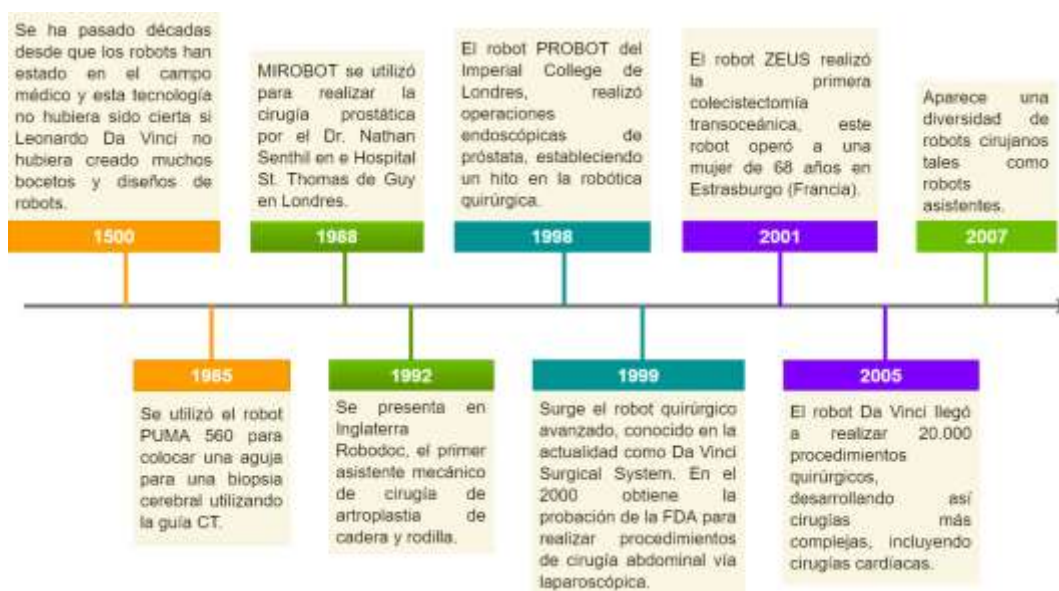 Se ha pasado décadas
desde que los robots han
estado en el campo
médico y esta tecnología
no hubiera sido cierta si
Leonardo Da Vinci no
hubiera creado muchos
bocetos y diseños de
robots.
1500
MIROBOT se utilizó
para realizar la
cirugía prostática
por el Dr. Nathan
Senthil en e Hospital
St. Thomas de Guy
en Londres.
1988
El robot PROBOT del
Imperial College de
Londres, realizó
operaciones
endoscópicas de
próstata, estableciendo
un hito en la robótica
quirúrgica.
1998
El robot ZEUS realizó
la primera
colecistectomía
transoceánica, este
robot operó a una
mujer de 68 años en
Estrasburgo (Francia).
2001
Aparece una
diversidad de
robots cirujanos
tales como
robots
asistentes.
2007
1985
Se utilizó el robot
PUMA 560 para
colocar una aguja
para una biopsia
cerebral utilizando
la guía CT.
1992
Se presenta en
Inglaterra
Robodoc, el primer
asistente mecánico
de cirugía de
artroplastia de
cadera y rodilla.
1999
Surge el robot quirúrgico
avanzado, conocido en la
actualidad como Da Vinci
Surgical System. En el
2000 obtiene la
probación de la FDA para
realizar procedimientos
de cirugía abdominal vía
laparoscópica.
2005
El robot Da Vinci llegó
a realizar 20.000
procedimientos
quirúrgicos,
desarrollando así
cirugías más
complejas, incluyendo
cirugías cardíacas.